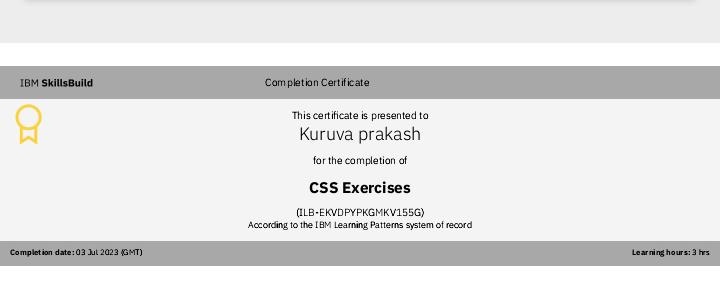 IBM SkillsBuild
Completion Certificate
This certificate is presented to
Kuruva prakash
for the completion of
CSS Exercises
(ILB-EKVDPYPKGMKV155G)
According to the IBM Learning Patterns system of record
Completion date: 03 Jul 2023 (GMT)
Learning hours: 3 hrs